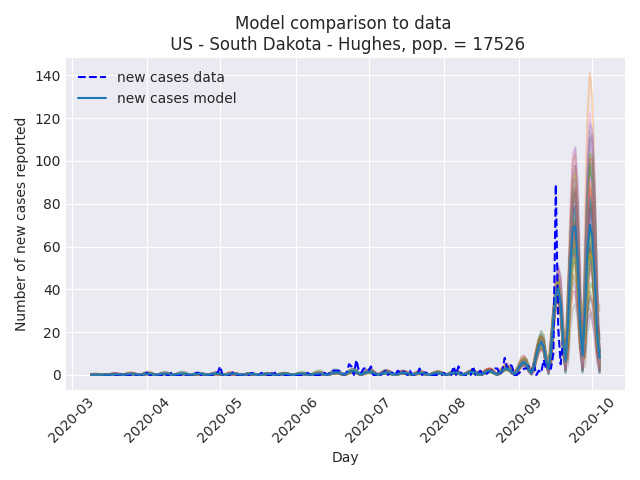 Model comparison to data
US - South Dakota - Hughes, pop. = 17526
new cases data
new cases model
Number of new cases reported
140
120
100
80
60
40
20
0
2020-03
2020-04
2020-05
2020-06
2020-07
2020-08
2020-09
2020-10
Day